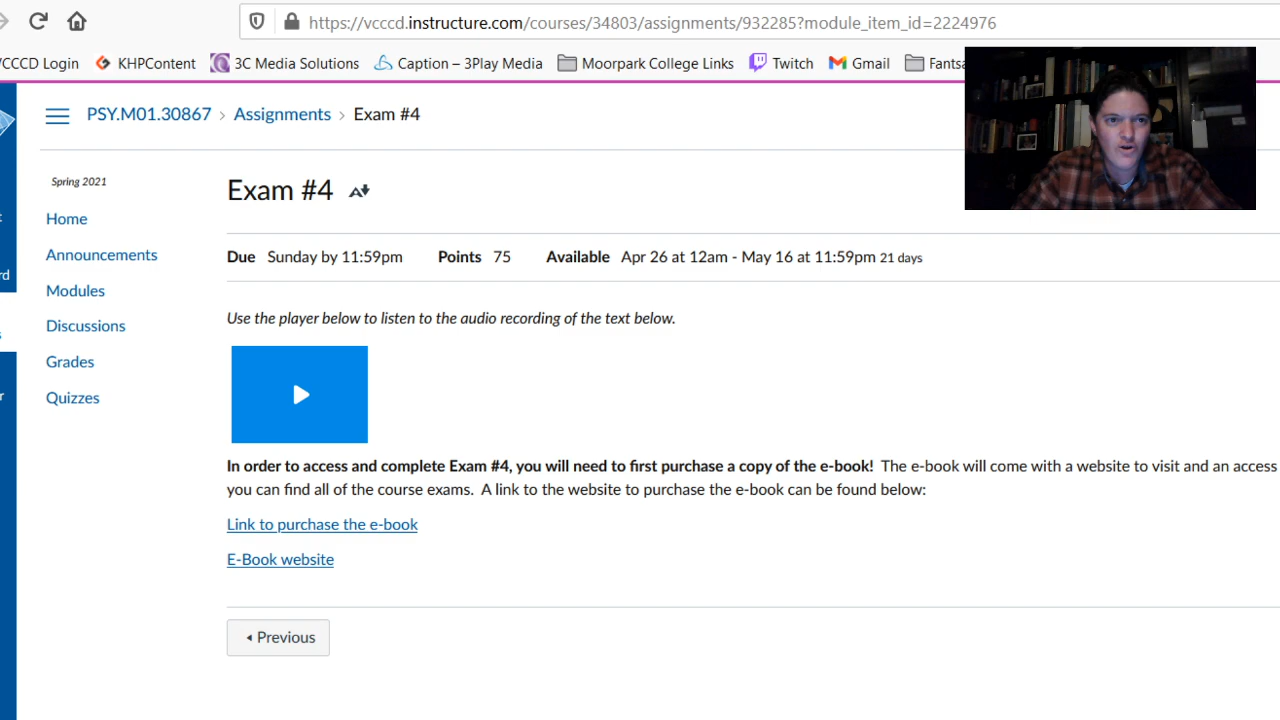 https://vcccd.instructure.com/courses/34803/assignments/932285?module_item_id=2224976
VCCCD Login KHPContent 3C Media Solutions Caption – 3Play Media Moorpark College Links Twitch Gmail
PSY.M01.30867 › Assignments › Exam #4
Spring 2021
Exam #4
Home
Due Sunday by 11:59pm Points 75 Available Apr 26 at 12am - May 16 at 11:59pm 21 days
Announcements
Modules
Use the player below to listen to the audio recording of the text below.
Discussions
Grades
Quizzes
In order to access and complete Exam #4, you will need to first purchase a copy of the e-book! The e-book will come with a website to visit and an access
you can find all of the course exams. A link to the website to purchase the e-book can be found below:
Link to purchase the e-book
E-Book website
Previous